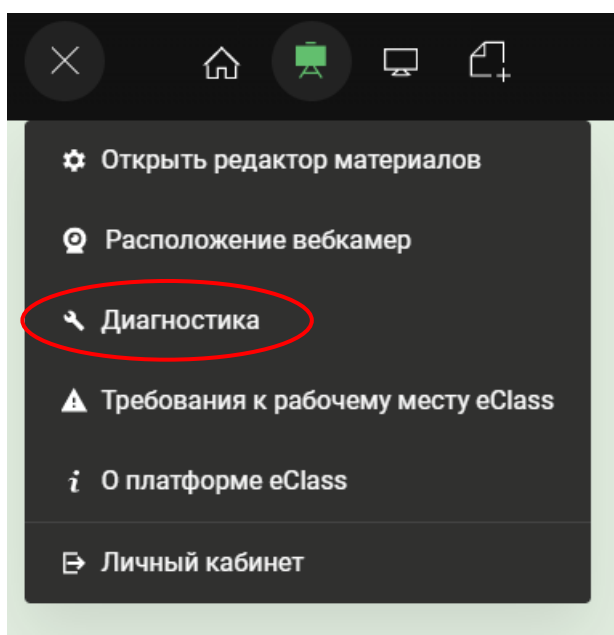 Открыть редактор материалов
Расположение вебкамер
Диагностика
Требования к рабочему месту eClass
О платформе eClass
Личный кабинет